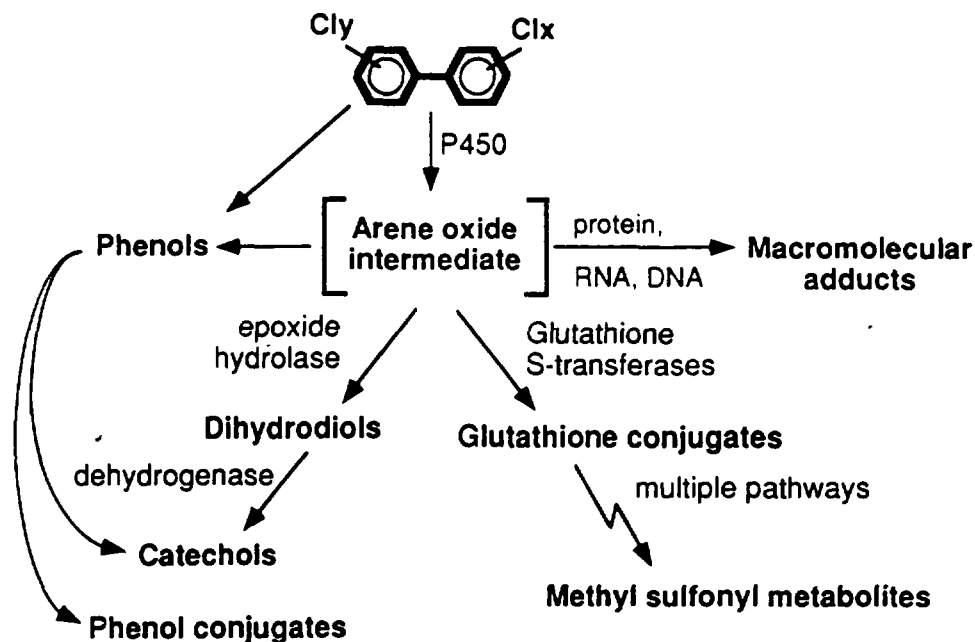 Cly
Clx
P450
Arene oxide
intermediate
Phenols
protein,
RNA, DNA
Macromolecular
adducts
epoxide
hydrolase
Glutathione
S-transferases
Dihydrodiols
Glutathione conjugates
dehydrogenase
multiple pathways
Catechols
Methyl sulfonyl metabolites
Phenol conjugates